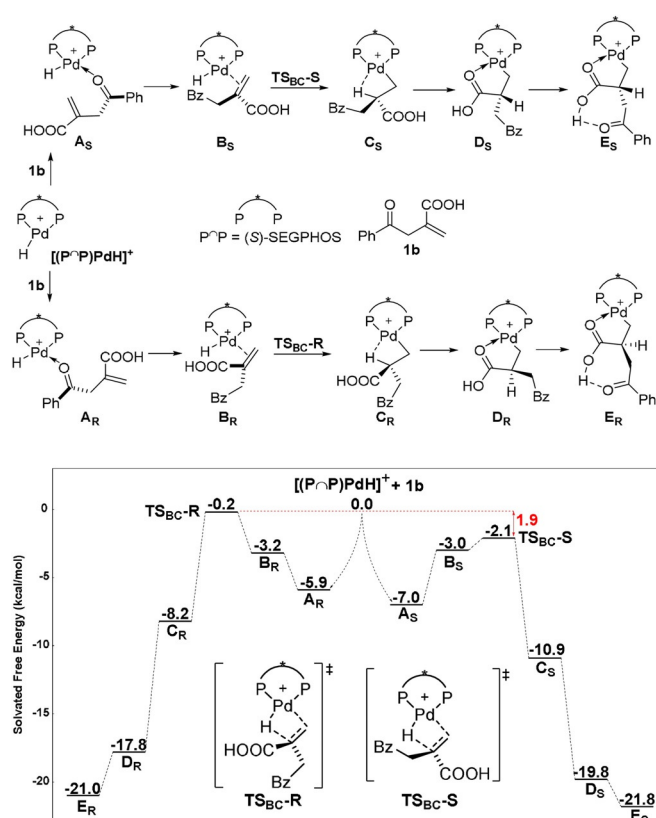 *
P P
+
H Pd
O
Ph
HOOC
A_S
*
P P
+
H Pd
Bz COOH
B_S
TS_BC-S
*
P P
+
Pd
H
Bz COOH
C_S
*
P P
+
O Pd
HO H
Bz
D_S
*
P P
+
O Pd
O H
H O Ph
E_S
1b
*
P P
+
Pd
H
[(P∩P)PdH]+
*
P P
P∩P = (S)-SEGPHOS
O COOH
Ph
1b
1b
*
P P
+
H Pd
O COOH
Ph
A_R
*
P P
+
H Pd
HOOC
Bz
B_R
TS_BC-R
*
P P
+
Pd
H
HOOC
Bz
C_R
*
P P
+
O Pd
HO H
Bz
D_R
*
P P
+
O Pd
O H
H O Ph
E_R
Solvated Free Energy (kcal/mol)
0
-5
-10
-15
-20
[(P∩P)PdH]+ + 1b
0.0
TS_BC-R
-0.2
-3.2
B_R
-5.9
A_R
-8.2
C_R
-17.8
D_R
-21.0
E_R
-7.0
A_S
-3.0
B_S
-2.1
TS_BC-S
1.9
-10.9
C_S
-19.8
D_S
-21.8
*
P P
+
Pd
H
HOOC
Bz
‡
TS_BC-R
*
P P
+
Pd
H
Bz
COOH
‡
TS_BC-S